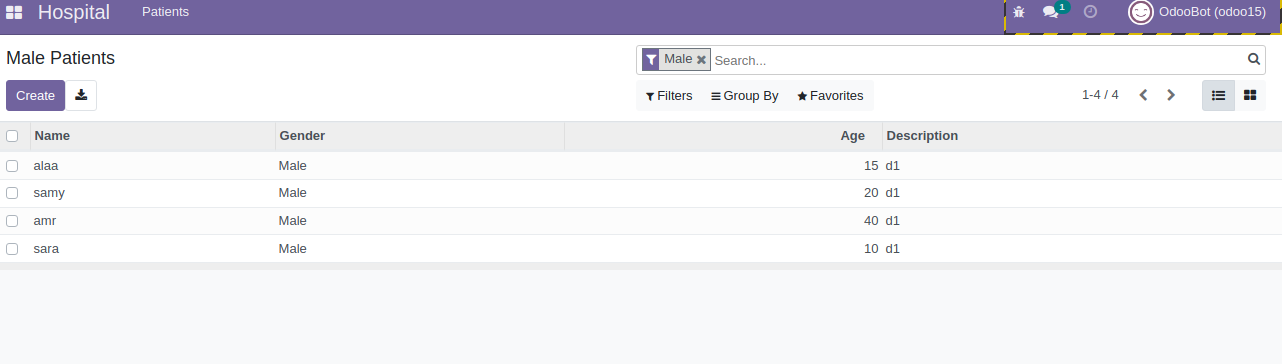 Hospital Patients 1 OdooBot (odoo15)
Male Patients
Male Search...
Create
Filters Group By Favorites 1-4 / 4
Name Gender Age Description
alaa Male 15 d1
samy Male 20 d1
amr Male 40 d1
sara Male 10 d1